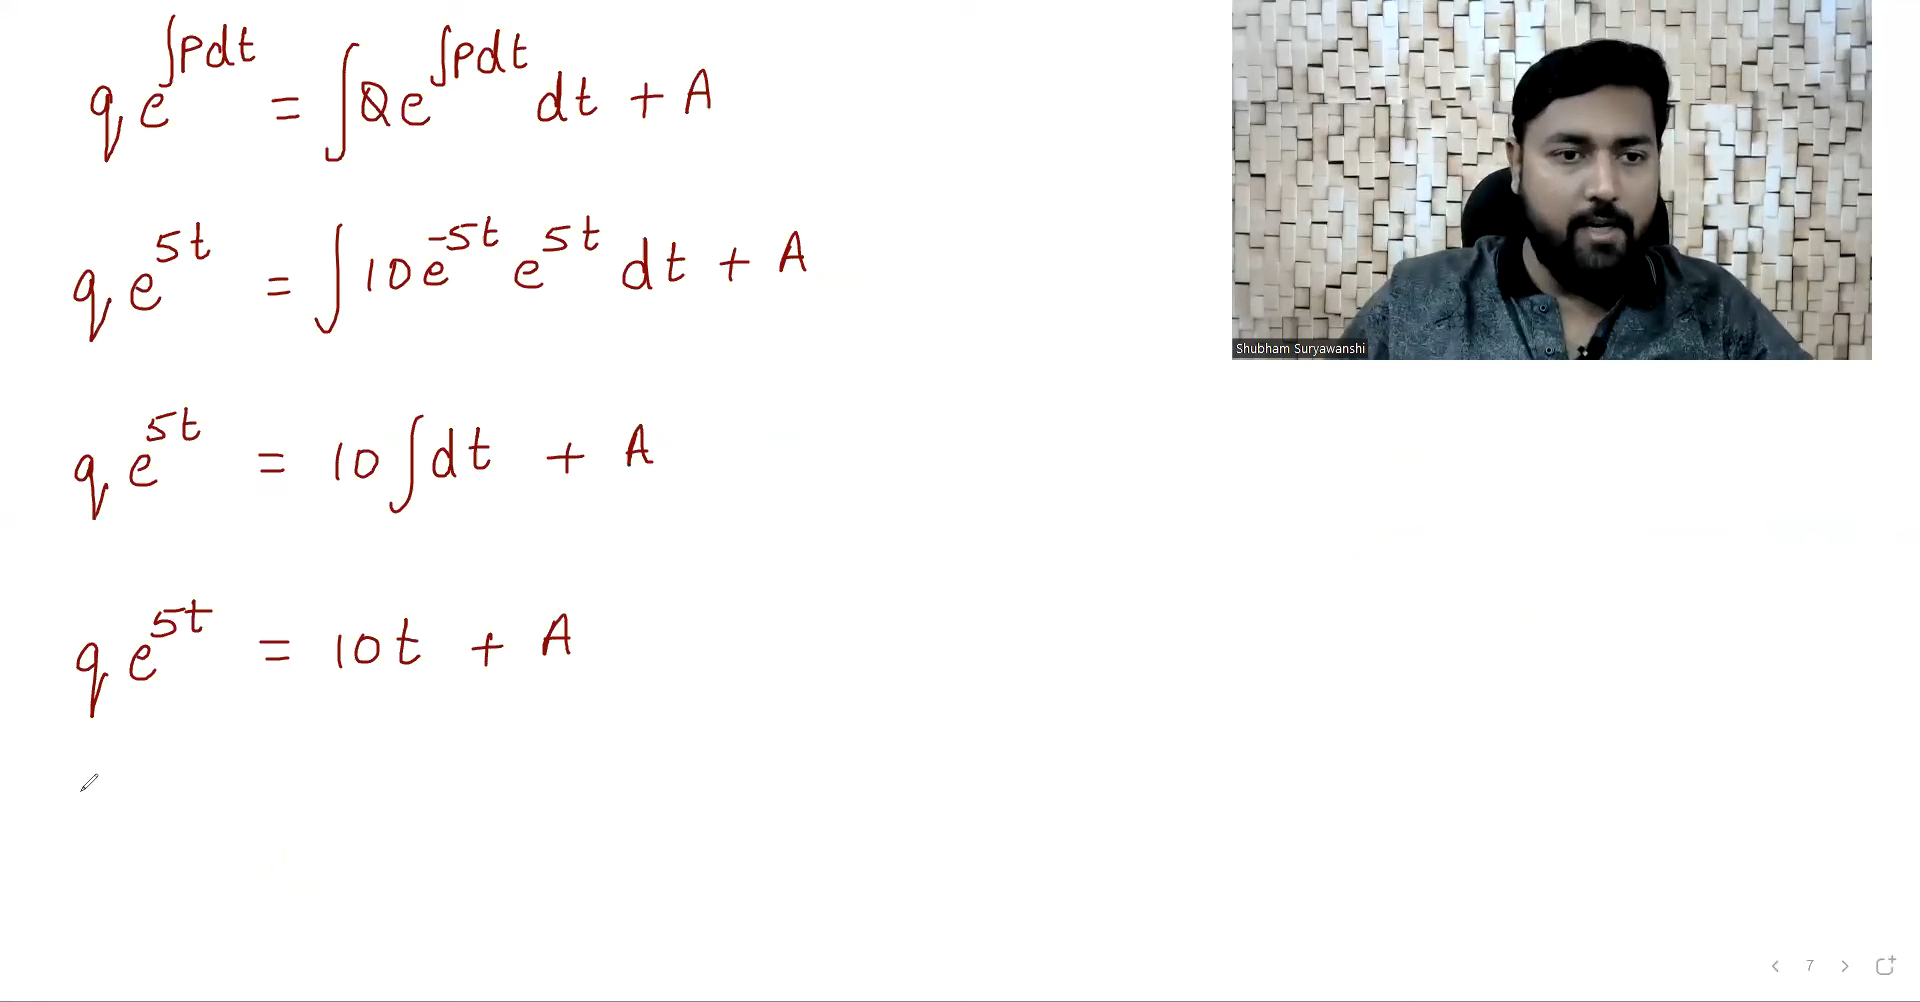 q e^{∫Pdt} = ∫Q e^{∫Pdt} dt + A
q e^{5t} = ∫10 e^{-5t} e^{5t} dt + A
q e^{5t} = 10 ∫dt + A
q e^{5t} = 10t + A
Shubham Suryawanshi
7